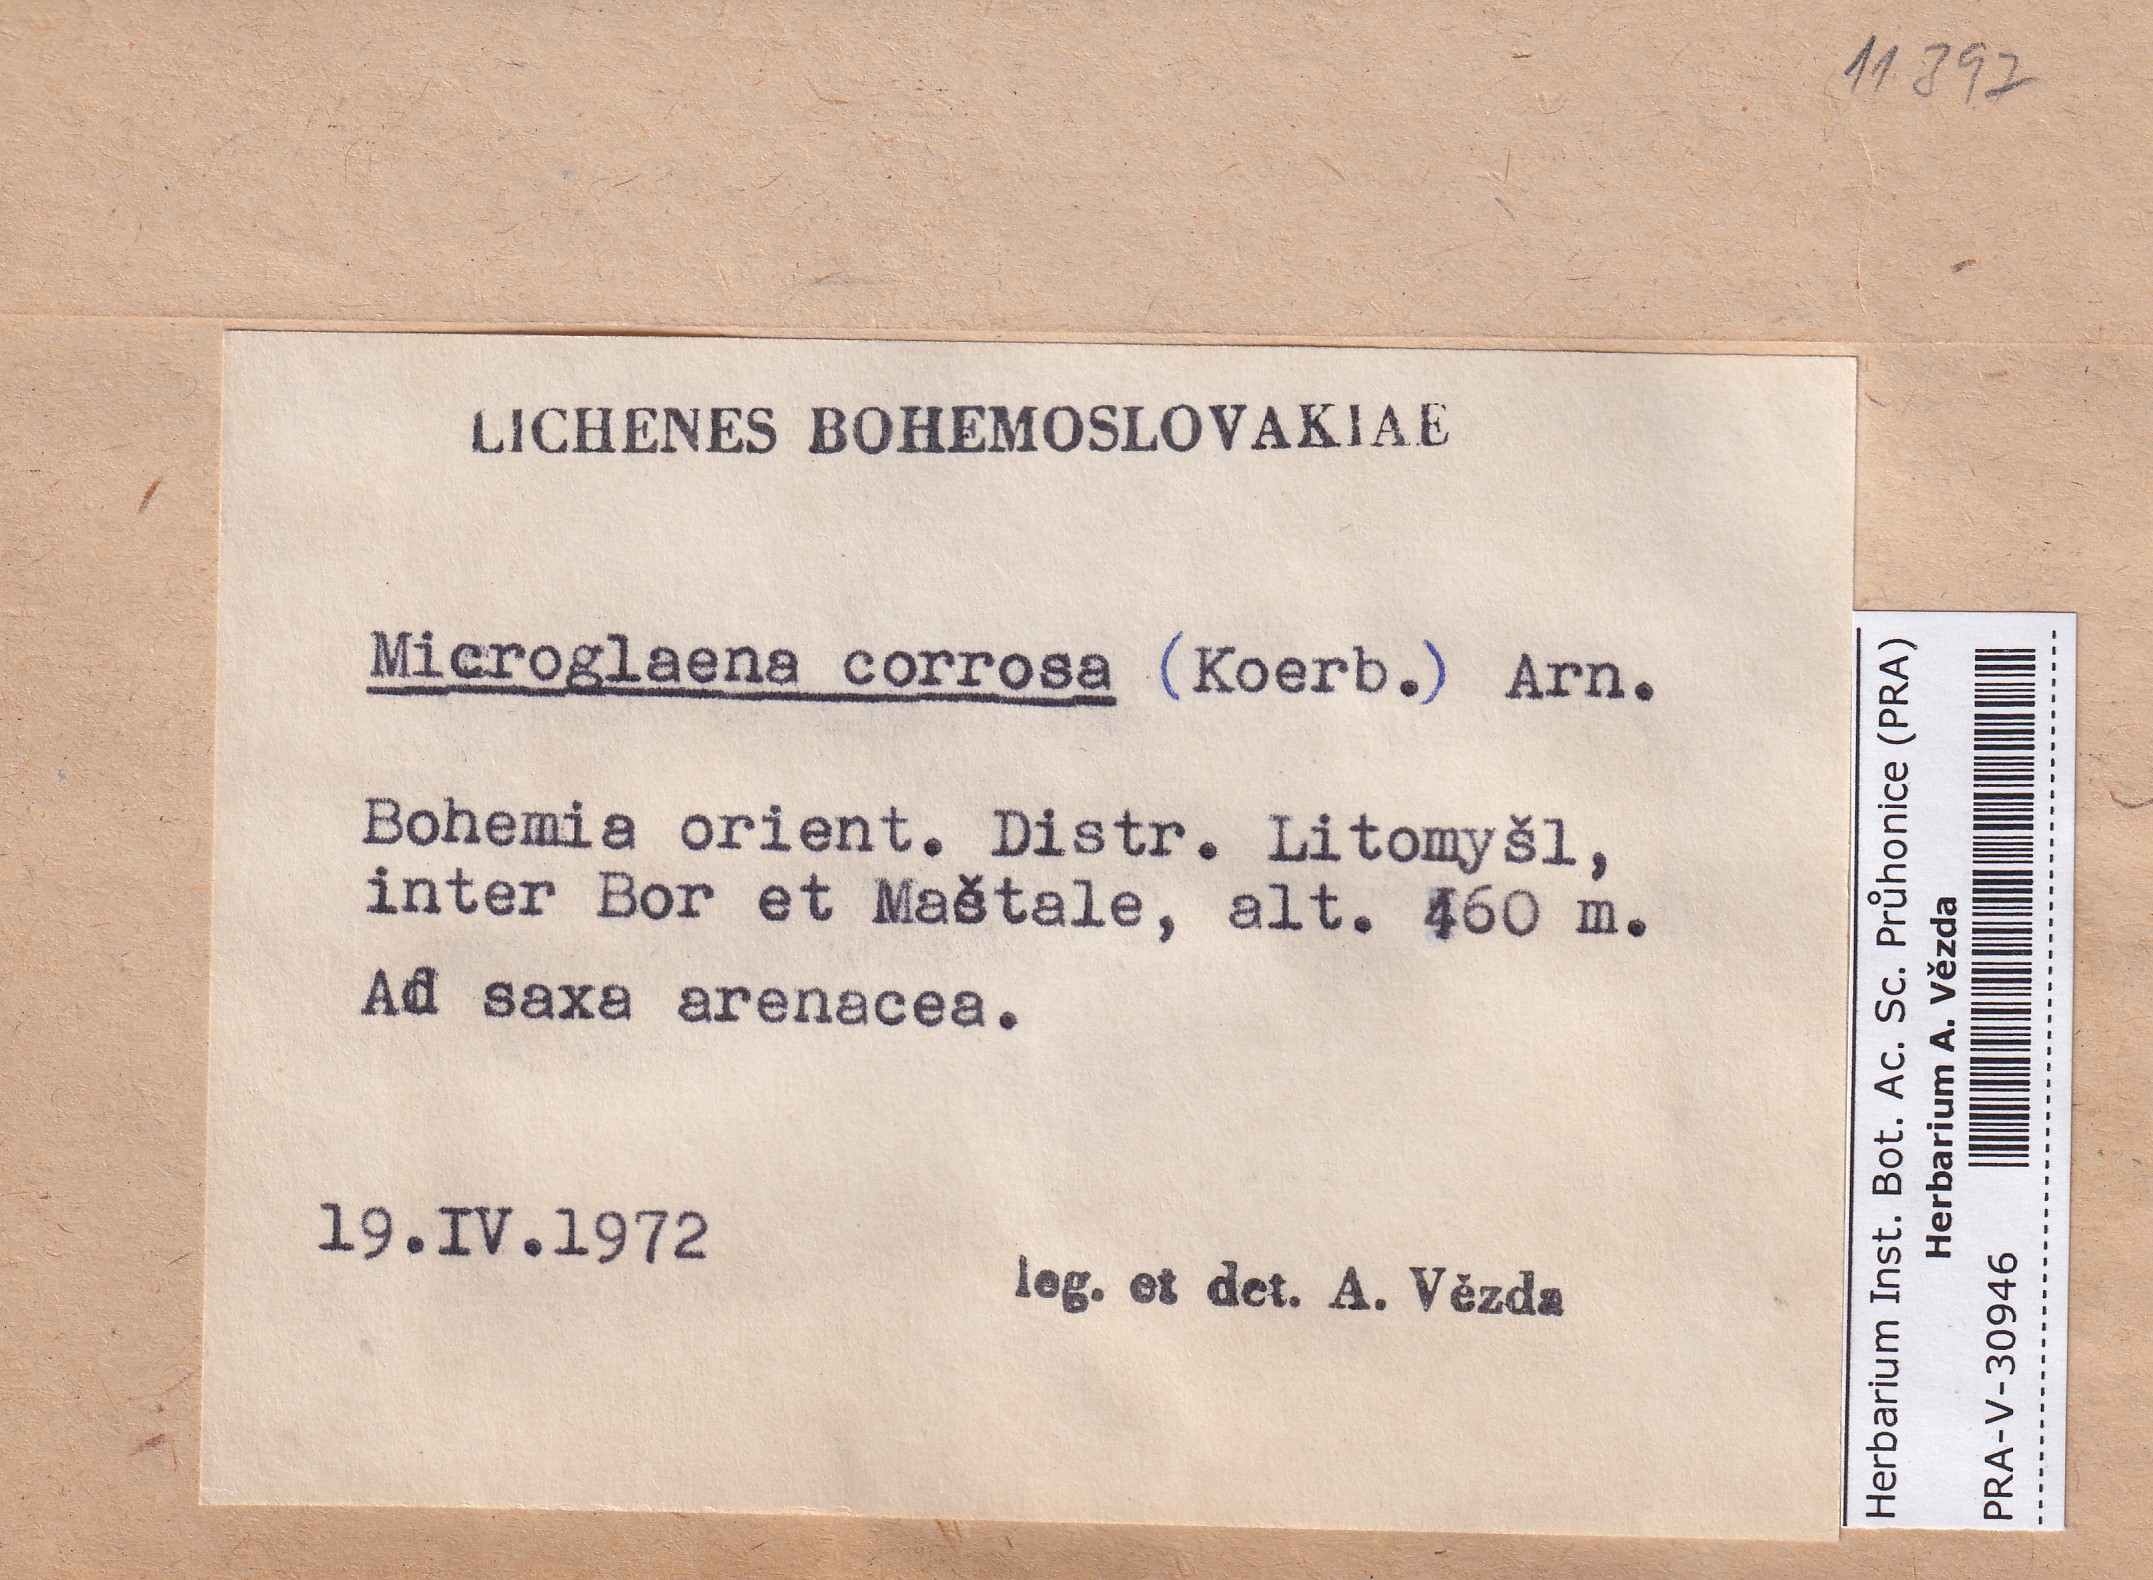 11397
LICHENES BOHEMOSLOVAKIAE
Microglaena corrosa (Koerb.) Arn.
Bohemia orient. Distr. Litomyšl,
inter Bor et Maštale, alt. 460 m.
Ad saxa arenacea.
19.IV.1972
leg. et det. A. Vězda
Herbarium Inst. Bot. Ac. Sc. Průhonice (PRA)
Herbarium A. Vězda
PRA-V-30946